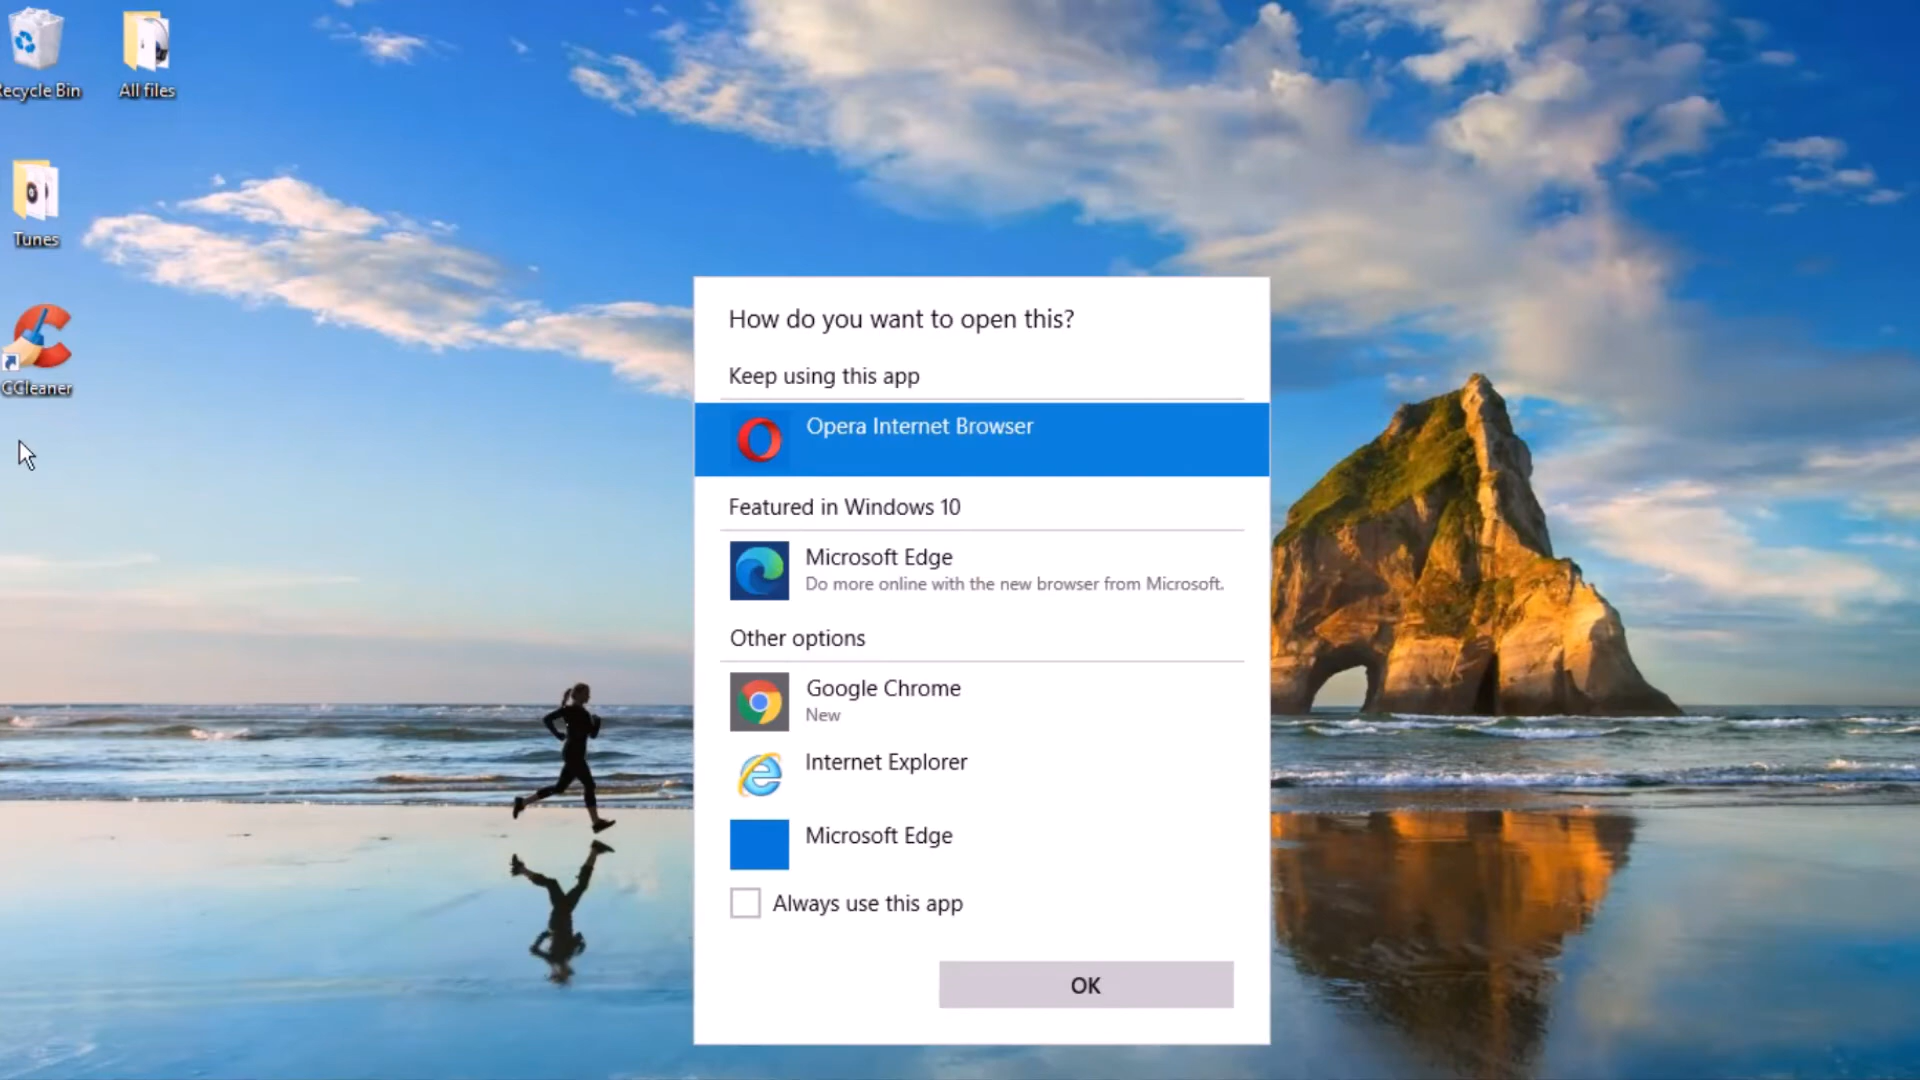 ecycle Bin
All files
Tunes
CCleaner
How do you want to open this?
Keep using this app
Opera Internet Browser
Featured in Windows 10
Microsoft Edge
Do more online with the new browser from Microsoft.
Other options
Google Chrome
New
Internet Explorer
Microsoft Edge
Always use this app
OK